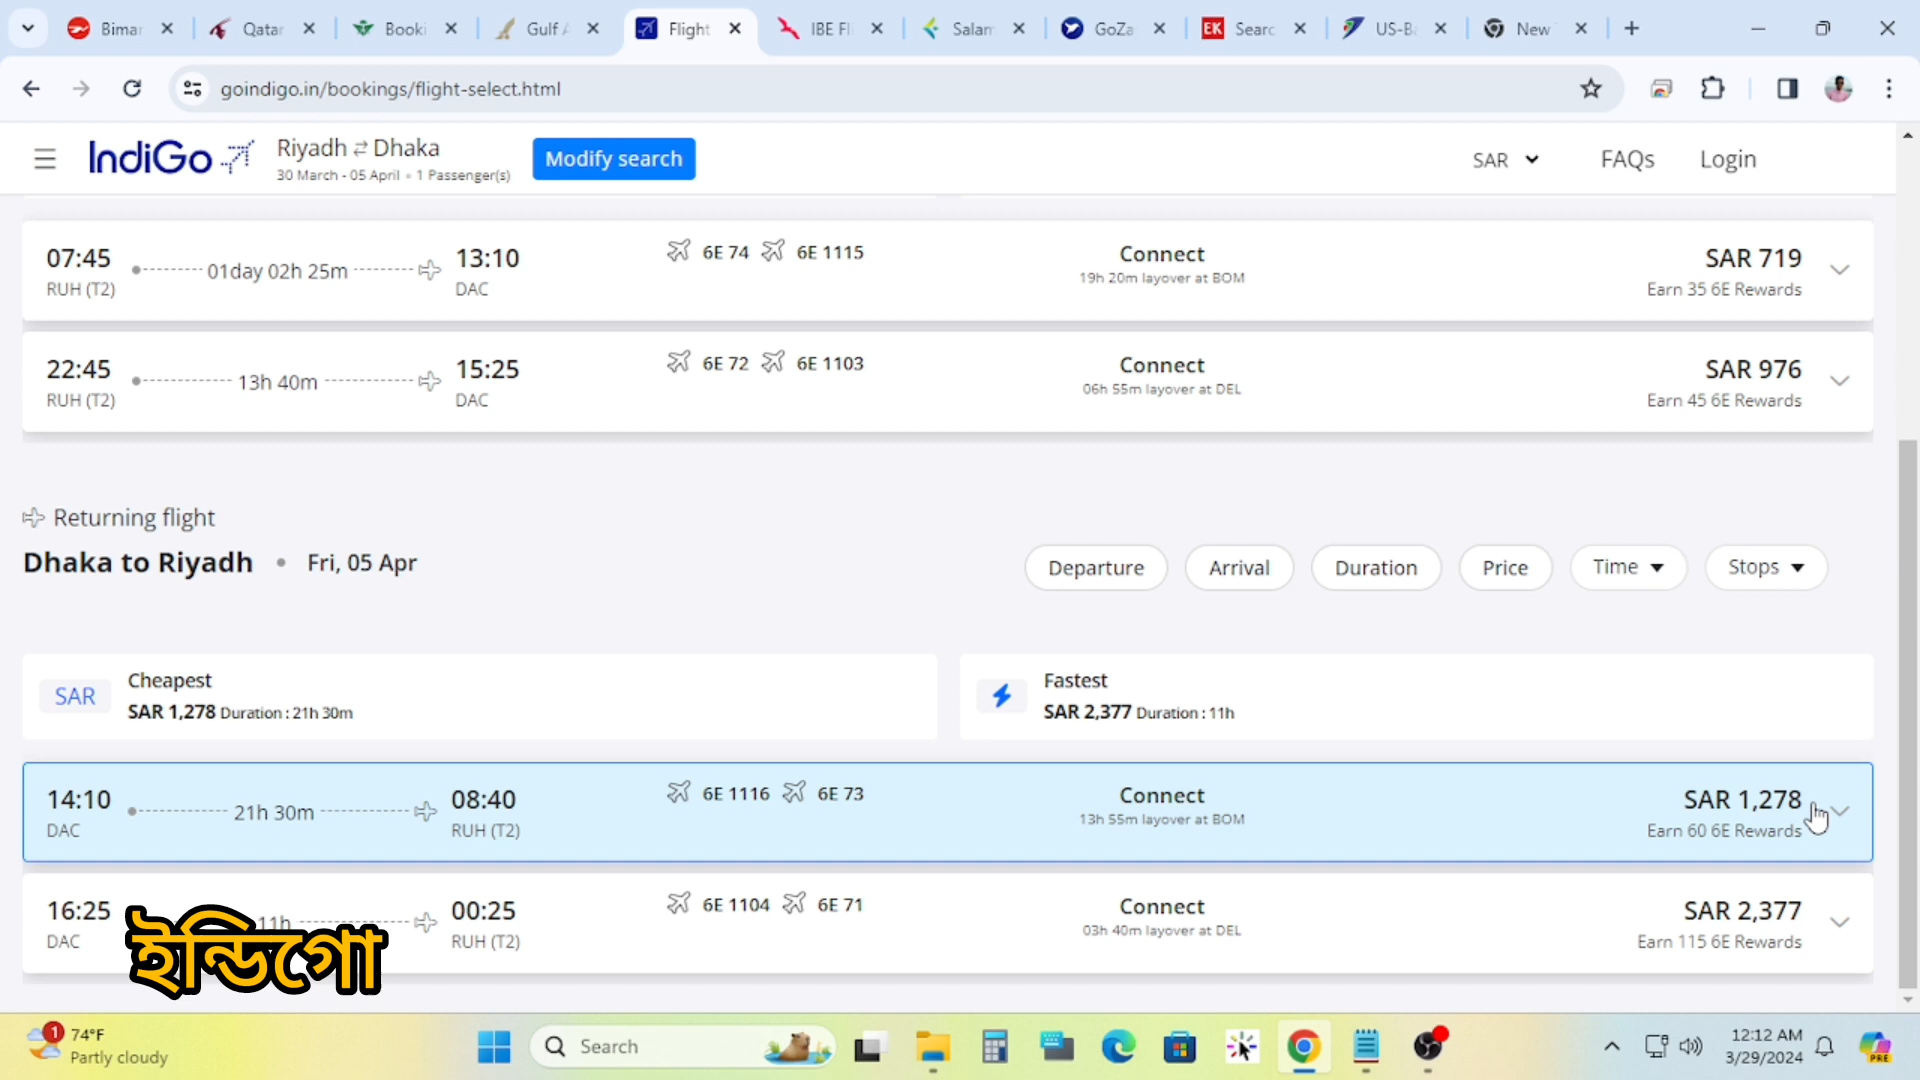 Bimar
Qatar
Booki
Gulf A
Flight
IBE Fl
Salam
GoZa
EK Searc
US-Ba
New
goindigo.in/bookings/flight-select.html
IndiGo
Riyadh ⇄ Dhaka
30 March - 05 April • 1 Passenger(s)
Modify search
SAR
FAQs
Login
07:45 01day 02h 25m 13:10 6E 74 6E 1115 Connect SAR 719
RUH (T2) DAC 19h 20m layover at BOM Earn 35 6E Rewards
22:45 13h 40m 15:25 6E 72 6E 1103 Connect SAR 976
RUH (T2) DAC 06h 55m layover at DEL Earn 45 6E Rewards
Returning flight
Dhaka to Riyadh • Fri, 05 Apr
Departure Arrival Duration Price Time Stops
SAR
Cheapest
SAR 1,278 Duration : 21h 30m
Fastest
SAR 2,377 Duration : 11h
14:10 21h 30m 08:40 6E 1116 6E 73 Connect SAR 1,278
DAC RUH (T2) 13h 55m layover at BOM Earn 60 6E Rewards
16:25 11h 00:25 6E 1104 6E 71 Connect SAR 2,377
DAC RUH (T2) 03h 40m layover at DEL Earn 115 6E Rewards
ইন্ডিগো
1
74°F
Partly cloudy
Search
12:12 AM
3/29/2024
PRE